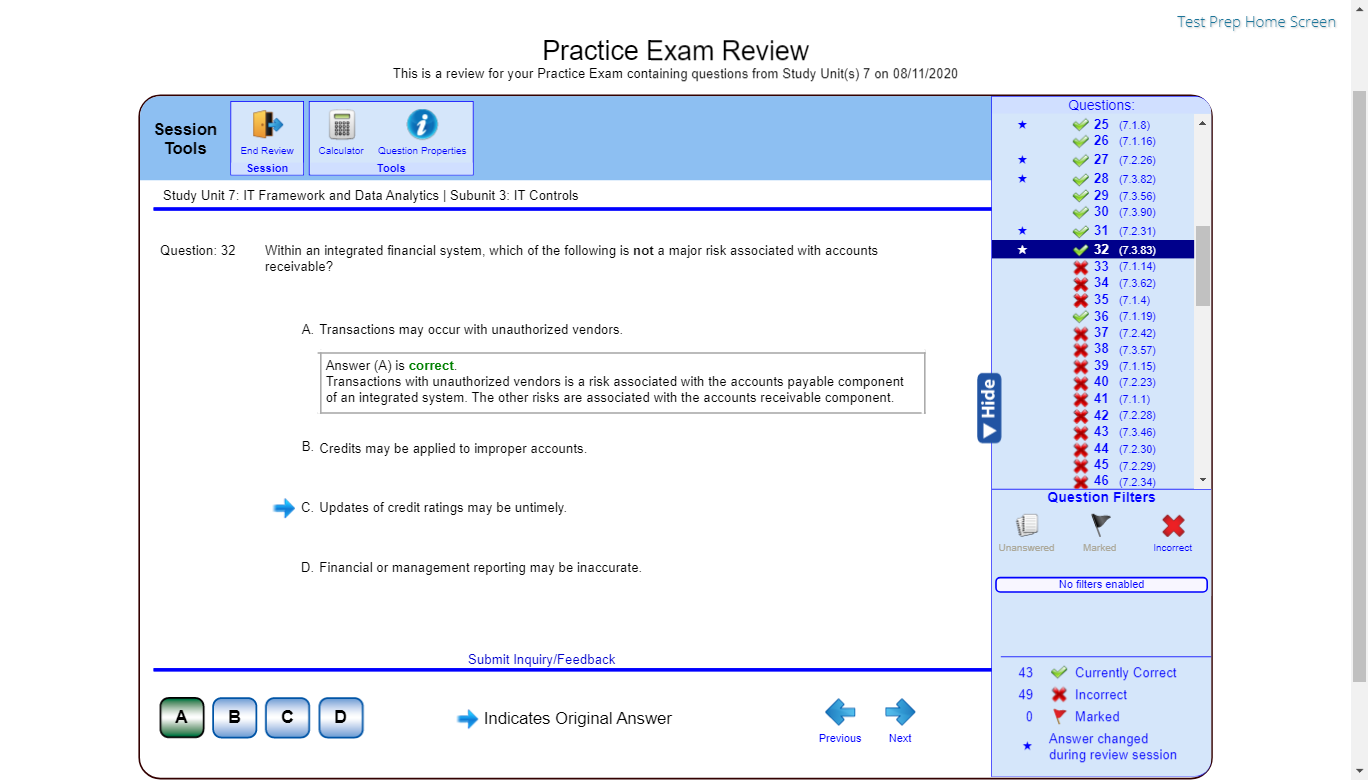 Test Prep Home Screen
Practice Exam Review
This is a review for your Practice Exam containing questions from Study Unit(s) 7 on 08/11/2020
Session
Tools
End Review
Session
Calculator
Question Properties
Tools
Study Unit 7: IT Framework and Data Analytics | Subunit 3: IT Controls
Question: 32
Within an integrated financial system, which of the following is not a major risk associated with accounts
receivable?
A. Transactions may occur with unauthorized vendors.
Answer (A) is correct.
Transactions with unauthorized vendors is a risk associated with the accounts payable component
of an integrated system. The other risks are associated with the accounts receivable component.
B. Credits may be applied to improper accounts.
C. Updates of credit ratings may be untimely.
D. Financial or management reporting may be inaccurate.
Submit Inquiry/Feedback
A
B
C
D
Indicates Original Answer
Previous
Next
Hide
Questions:
25 (7.1.8)
26 (7.1.16)
27 (7.2.26)
28 (7.3.82)
29 (7.3.56)
30 (7.3.90)
31 (7.2.31)
32 (7.3.83)
33 (7.1.14)
34 (7.3.62)
35 (7.1.4)
36 (7.1.19)
37 (7.2.42)
38 (7.3.57)
39 (7.1.15)
40 (7.2.23)
41 (7.1.1)
42 (7.2.28)
43 (7.3.46)
44 (7.2.30)
45 (7.2.29)
46 (7.2.34)
Question Filters
Unanswered
Marked
Incorrect
No filters enabled
43 Currently Correct
49 Incorrect
0 Marked
Answer changed
during review session